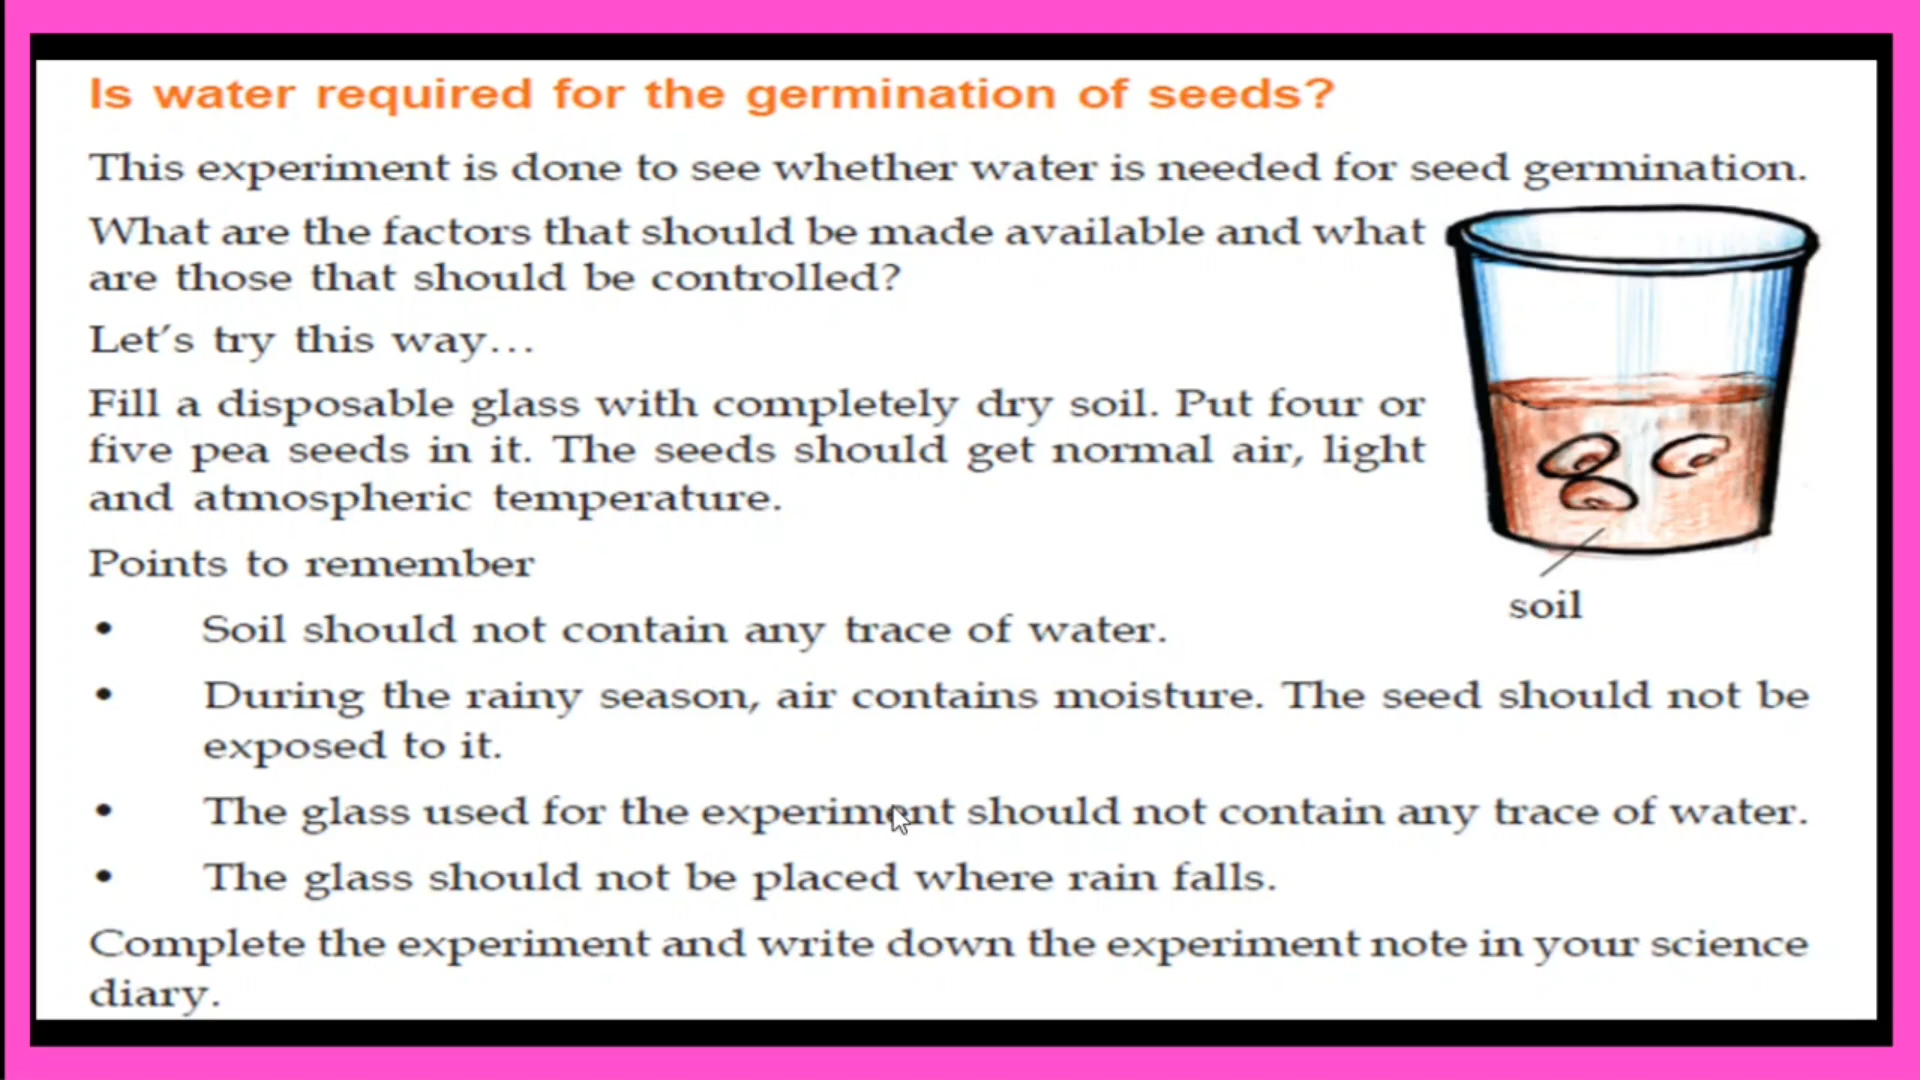 Is water required for the germination of seeds?
This experiment is done to see whether water is needed for seed germination.
What are the factors that should be made available and what
are those that should be controlled?
Let's try this way...
Fill a disposable glass with completely dry soil. Put four or
five pea seeds in it. The seeds should get normal air, light
and atmospheric temperature.
soil
Points to remember
• Soil should not contain any trace of water.
• During the rainy season, air contains moisture. The seed should not be
exposed to it.
• The glass used for the experiment should not contain any trace of water.
• The glass should not be placed where rain falls.
Complete the experiment and write down the experiment note in your science
diary.